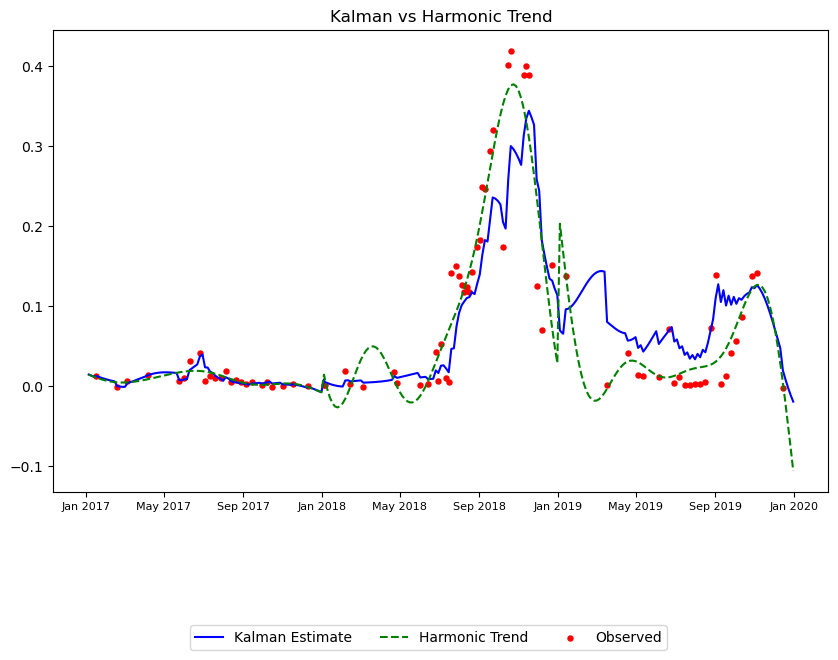 Kalman vs Harmonic Trend
0.4
0.3
0.2
0.1
0.0
−0.1
Jan 2017 May 2017 Sep 2017 Jan 2018 May 2018 Sep 2018 Jan 2019 May 2019 Sep 2019 Jan 2020
Kalman Estimate Harmonic Trend Observed